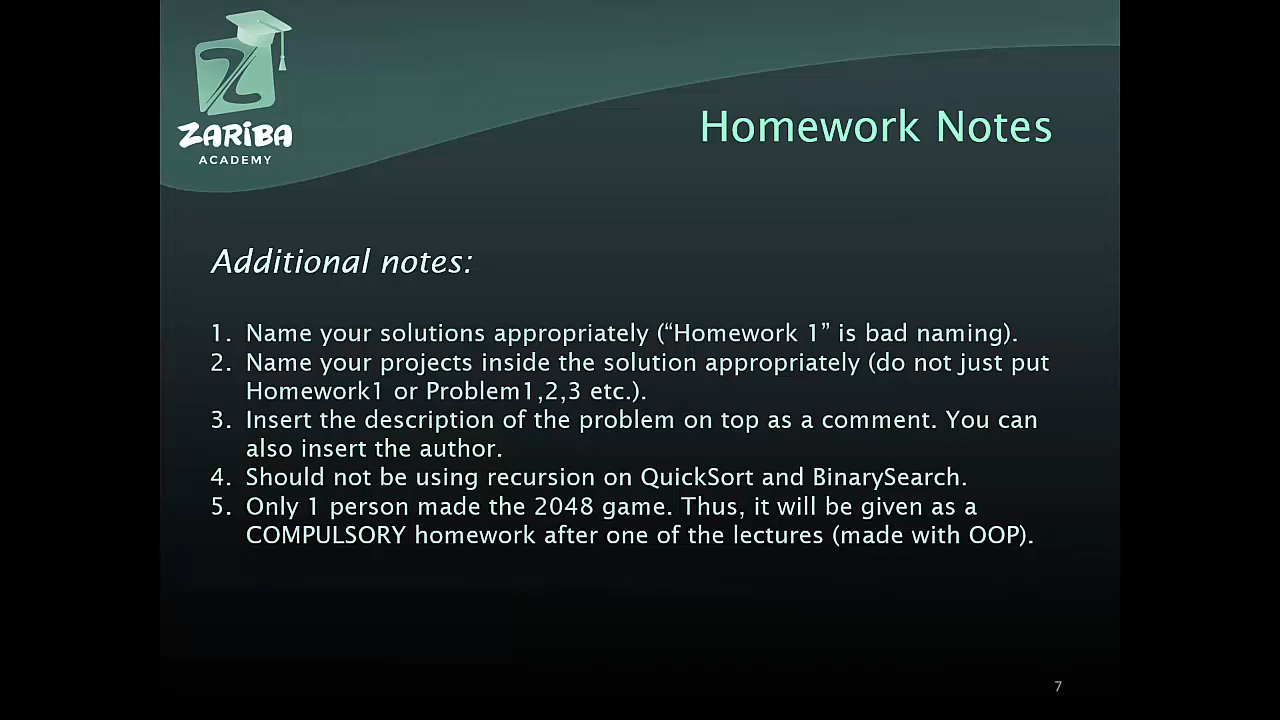 ZARIBA
ACADEMY
Homework Notes
Additional notes:
1. Name your solutions appropriately (“Homework 1” is bad naming).
2. Name your projects inside the solution appropriately (do not just put
Homework1 or Problem1,2,3 etc.).
3. Insert the description of the problem on top as a comment. You can
also insert the author.
4. Should not be using recursion on QuickSort and BinarySearch.
5. Only 1 person made the 2048 game. Thus, it will be given as a
COMPULSORY homework after one of the lectures (made with OOP).
7